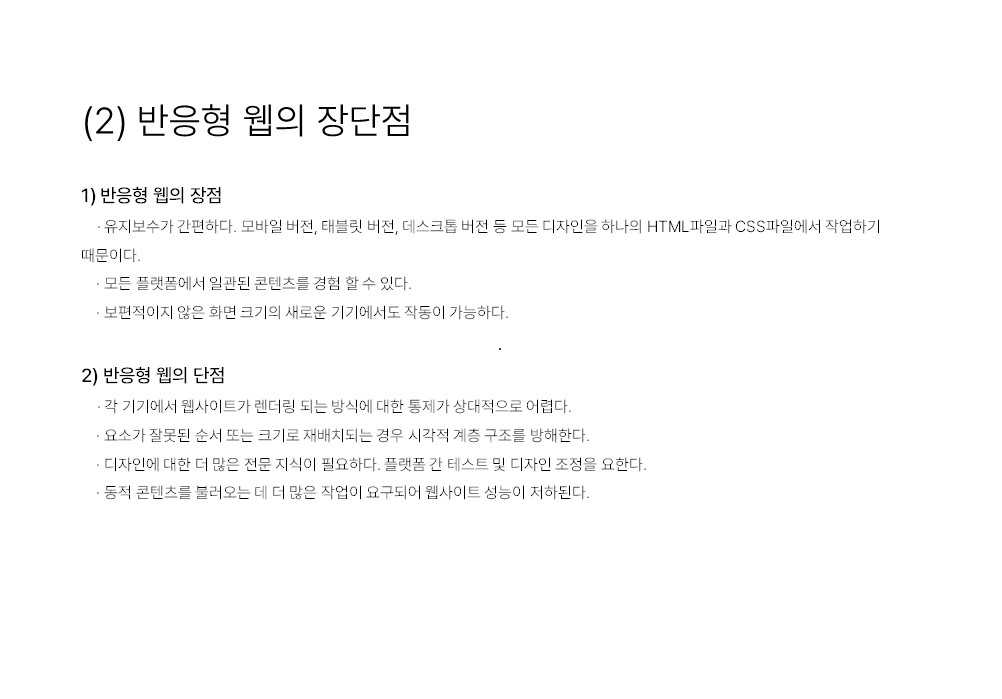 (2) 반응형 웹의 장단점
1) 반응형 웹의 장점
· 유지보수가 간편하다. 모바일 버전, 태블릿 버전, 데스크톱 버전 등 모든 디자인을 하나의 HTML파일과 CSS파일에서 작업하기
때문이다.
· 모든 플랫폼에서 일관된 콘텐츠를 경험 할 수 있다.
· 보편적이지 않은 화면 크기의 새로운 기기에서도 작동이 가능하다.
.
2) 반응형 웹의 단점
· 각 기기에서 웹사이트가 렌더링 되는 방식에 대한 통제가 상대적으로 어렵다.
· 요소가 잘못된 순서 또는 크기로 재배치되는 경우 시각적 계층 구조를 방해한다.
· 디자인에 대한 더 많은 전문 지식이 필요하다. 플랫폼 간 테스트 및 디자인 조정을 요한다.
· 동적 콘텐츠를 불러오는 데 더 많은 작업이 요구되어 웹사이트 성능이 저하된다.